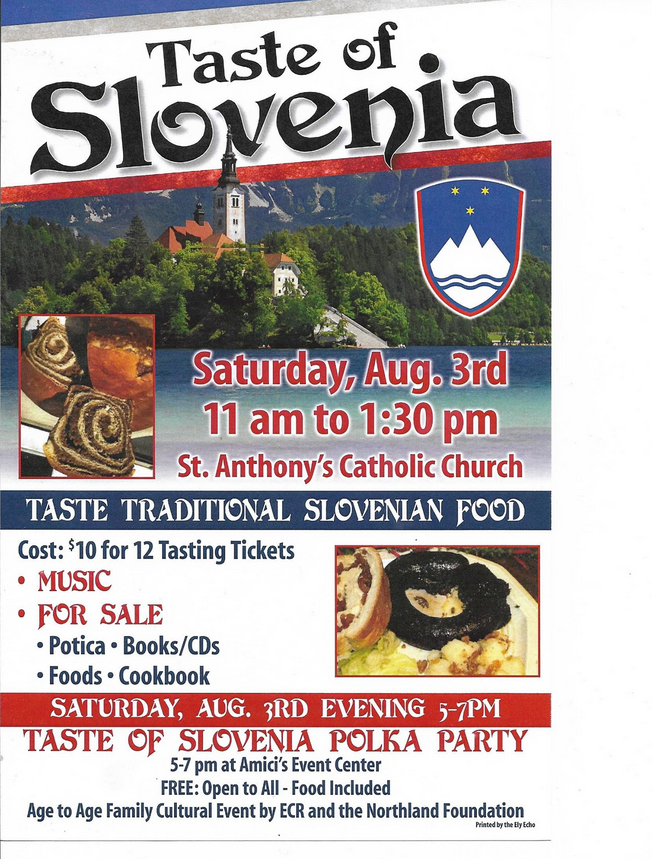 Taste of
Slovenia
Saturday, Aug. 3rd
11 am to 1:30 pm
St. Anthony's Catholic Church
TASTE TRADITIONAL SLOVENIAN FOOD
Cost: $10 for 12 Tasting Tickets
• MUSIC
• FOR SALE
• Potica • Books/CDs
• Foods • Cookbook
SATURDAY, AUG. 3RD EVENING 5-7PM
TASTE OF SLOVENIA POLKA PARTY
5-7 pm at Amici's Event Center
FREE: Open to All - Food Included
Age to Age Family Cultural Event by ECR and the Northland Foundation
Printed by the Ely Echo